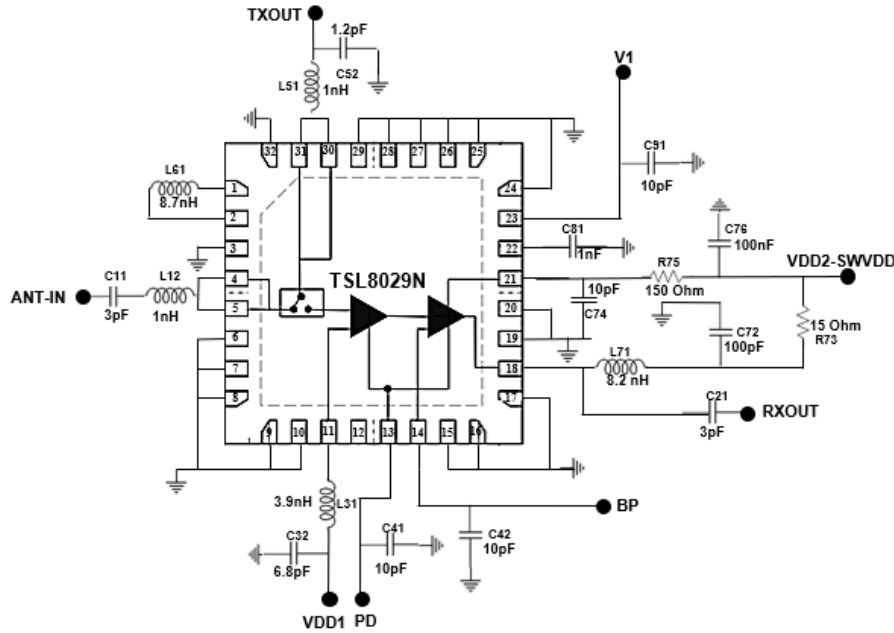 TXOUT
1.2pF
C52
L51
1nH
V1
32
31
30
29
28
27
26
25
C91
10pF
L61
8.7nH
1
2
3
4
5
6
7
8
24
23
22
21
20
19
18
17
C81
1nF
C76
100nF
R75
150 Ohm
VDD2-SWVDD
10pF
C74
C11
3pF
L12
1nH
ANT-IN
TSL8029N
C72
100pF
15 Ohm
R73
L71
8.2 nH
C21
3pF
RXOUT
9
10
11
12
13
14
15
16
3.9nH
L31
C32
6.8pF
C41
10pF
C42
10pF
BP
VDD1
PD